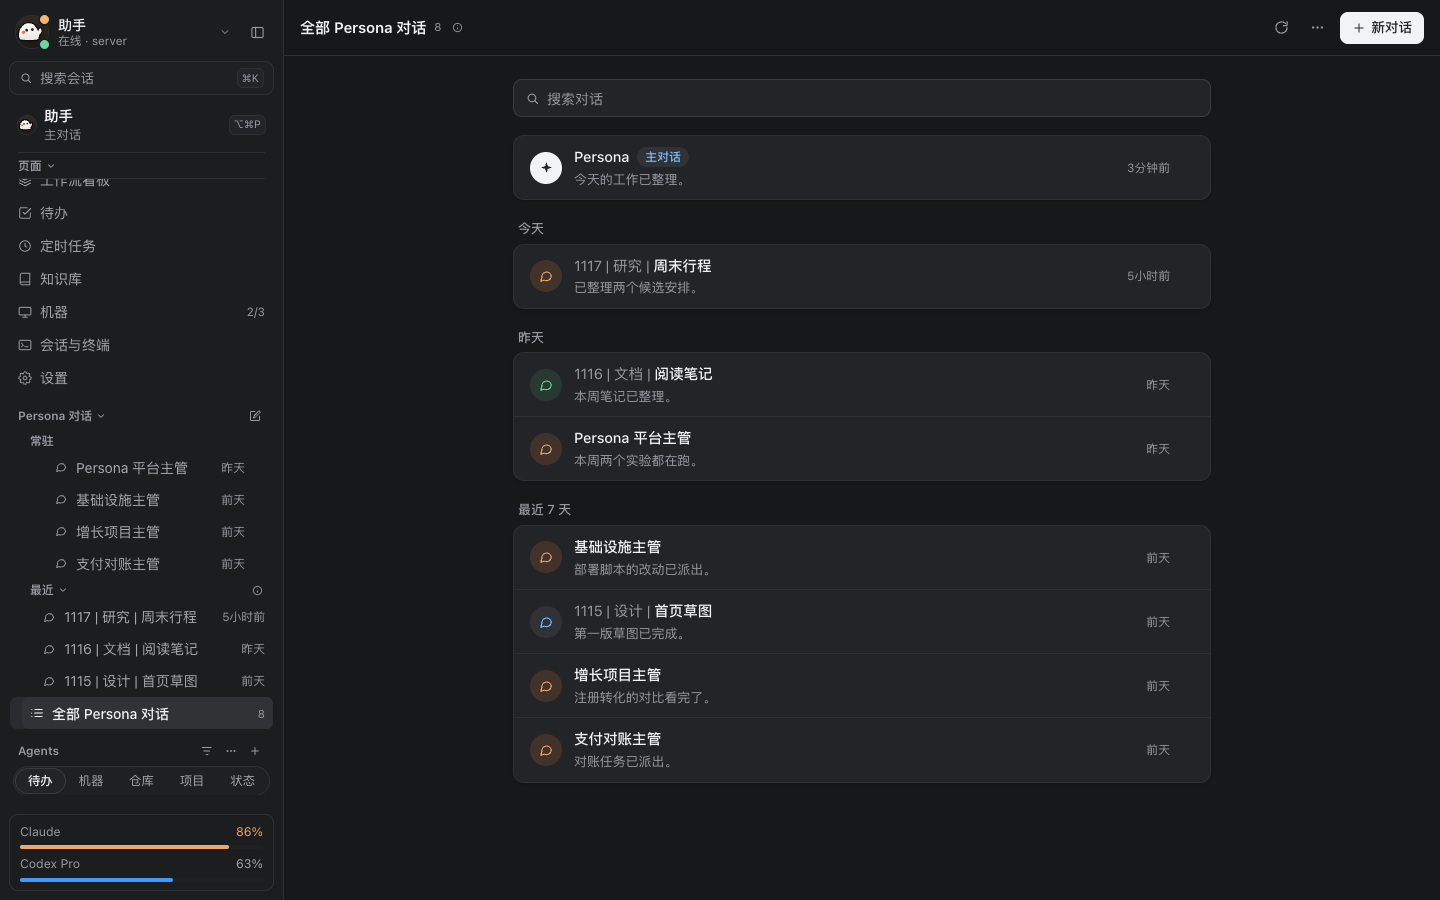 助手
在线 · server
搜索会话
⌘K
助手
主对话
⌥⌘P
页面
工作流看板
待办
定时任务
知识库
机器
2/3
会话与终端
设置
Persona 对话
常驻
Persona 平台主管
昨天
基础设施主管
前天
增长项目主管
前天
支付对账主管
前天
最近
1117 | 研究 | 周末行程
5小时前
1116 | 文档 | 阅读笔记
昨天
1115 | 设计 | 首页草图
前天
全部 Persona 对话
8
Agents
待办
机器
仓库
项目
状态
Claude
86%
Codex Pro
63%
全部 Persona 对话 8
新对话
搜索对话
Persona 主对话
今天的工作已整理。
3分钟前
今天
1117 | 研究 | 周末行程
已整理两个候选安排。
5小时前
昨天
1116 | 文档 | 阅读笔记
本周笔记已整理。
昨天
Persona 平台主管
本周两个实验都在跑。
昨天
最近 7 天
基础设施主管
部署脚本的改动已派出。
前天
1115 | 设计 | 首页草图
第一版草图已完成。
前天
增长项目主管
注册转化的对比看完了。
前天
支付对账主管
对账任务已派出。
前天